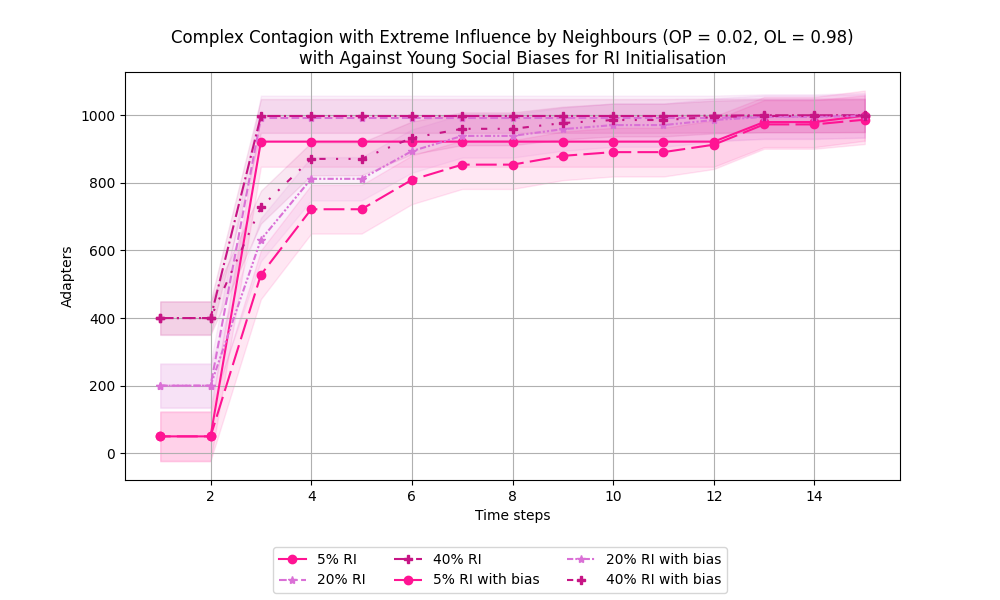 Complex Contagion with Extreme Influence by Neighbours (OP = 0.02, OL = 0.98)
with Against Young Social Biases for RI Initialisation
Adapters
1000
800
600
400
200
0
2 4 6 8 10 12 14
Time steps
5% RI 40% RI 20% RI with bias
20% RI 5% RI with bias 40% RI with bias